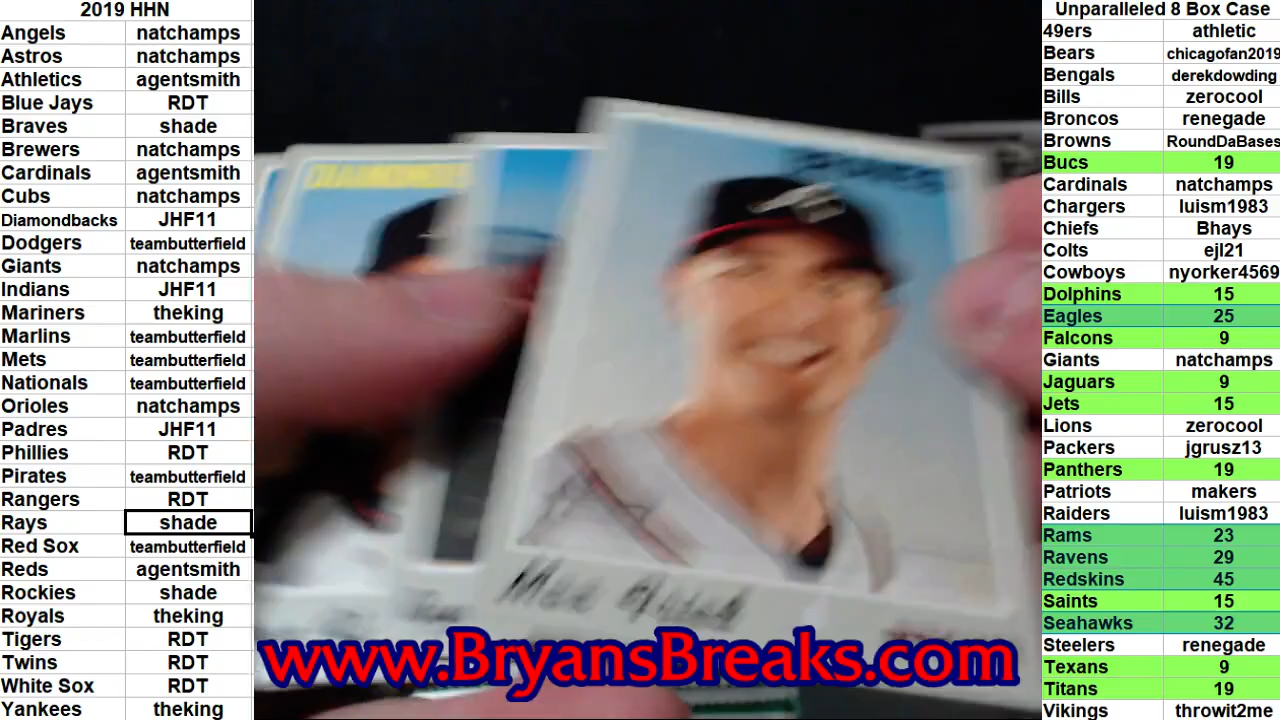 2019 HHN
Angels natchamps
Astros natchamps
Athletics agentsmith
Blue Jays RDT
Braves shade
Brewers natchamps
Cardinals agentsmith
Cubs natchamps
Diamondbacks JHF11
Dodgers teambutterfield
Giants natchamps
Indians JHF11
Mariners theking
Marlins teambutterfield
Mets teambutterfield
Nationals teambutterfield
Orioles natchamps
Padres JHF11
Phillies RDT
Pirates teambutterfield
Rangers RDT
Rays shade
Red Sox teambutterfield
Reds agentsmith
Rockies shade
Royals theking
Tigers RDT
Twins RDT
White Sox RDT
Yankees theking
www.BryansBreaks.com
Unparalleled 8 Box Case
49ers athletic
Bears chicagofan2019
Bengals derekdowding
Bills zerocool
Broncos renegade
Browns RoundDaBases
Bucs 19
Cardinals natchamps
Chargers luism1983
Chiefs Bhays
Colts ejl21
Cowboys nyorker4569
Dolphins 15
Eagles 25
Falcons 9
Giants natchamps
Jaguars 9
Jets 15
Lions zerocool
Packers jgrusz13
Panthers 19
Patriots makers
Raiders luism1983
Rams 23
Ravens 29
Redskins 45
Saints 15
Seahawks 32
Steelers renegade
Texans 9
Titans 19
Vikings throwit2me